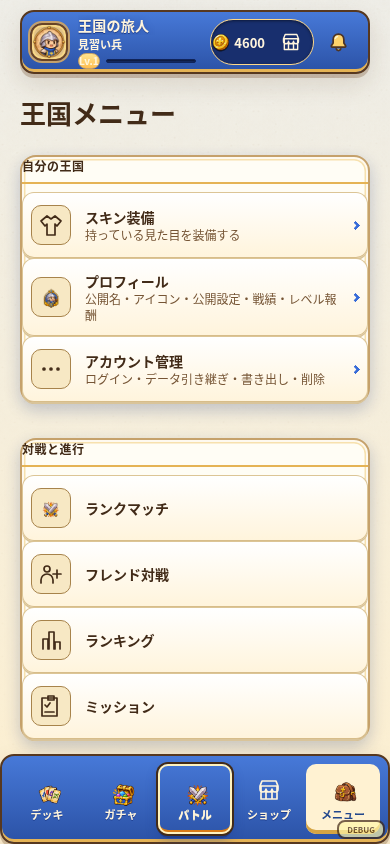 王国の旅人
見習い兵
Lv.1
4600
王国メニュー
自分の王国
スキン装備
持っている見た目を装備する
プロフィール
公開名・アイコン・公開設定・戦績・レベル報
酬
アカウント管理
ログイン・データ引き継ぎ・書き出し・削除
対戦と進行
ランクマッチ
フレンド対戦
ランキング
ミッション
デッキ
ガチャ
バトル
ショップ
メニュー
DEBUG